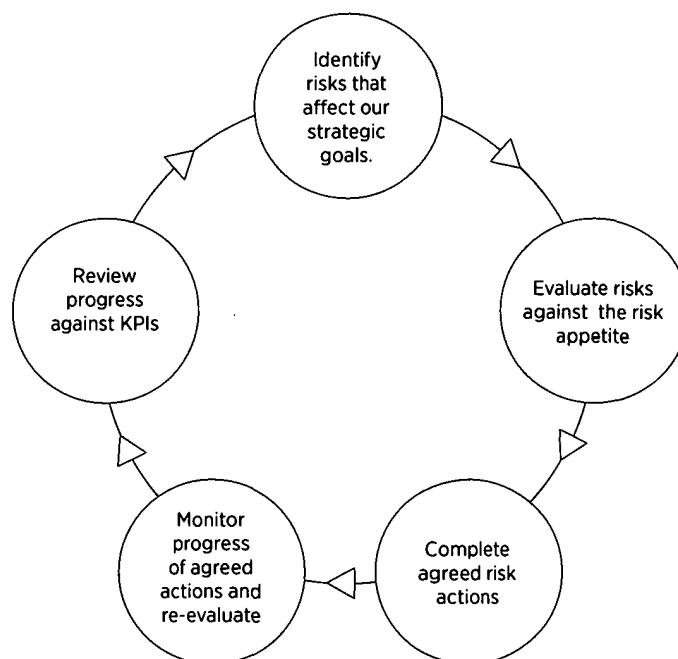 Identify
risks that
affect our
strategic
goals.
Evaluate risks
against the risk
appetite
Complete
agreed risk
actions
Monitor
progress
of agreed
actions and
re-evaluate
Review
progress
against KPIs